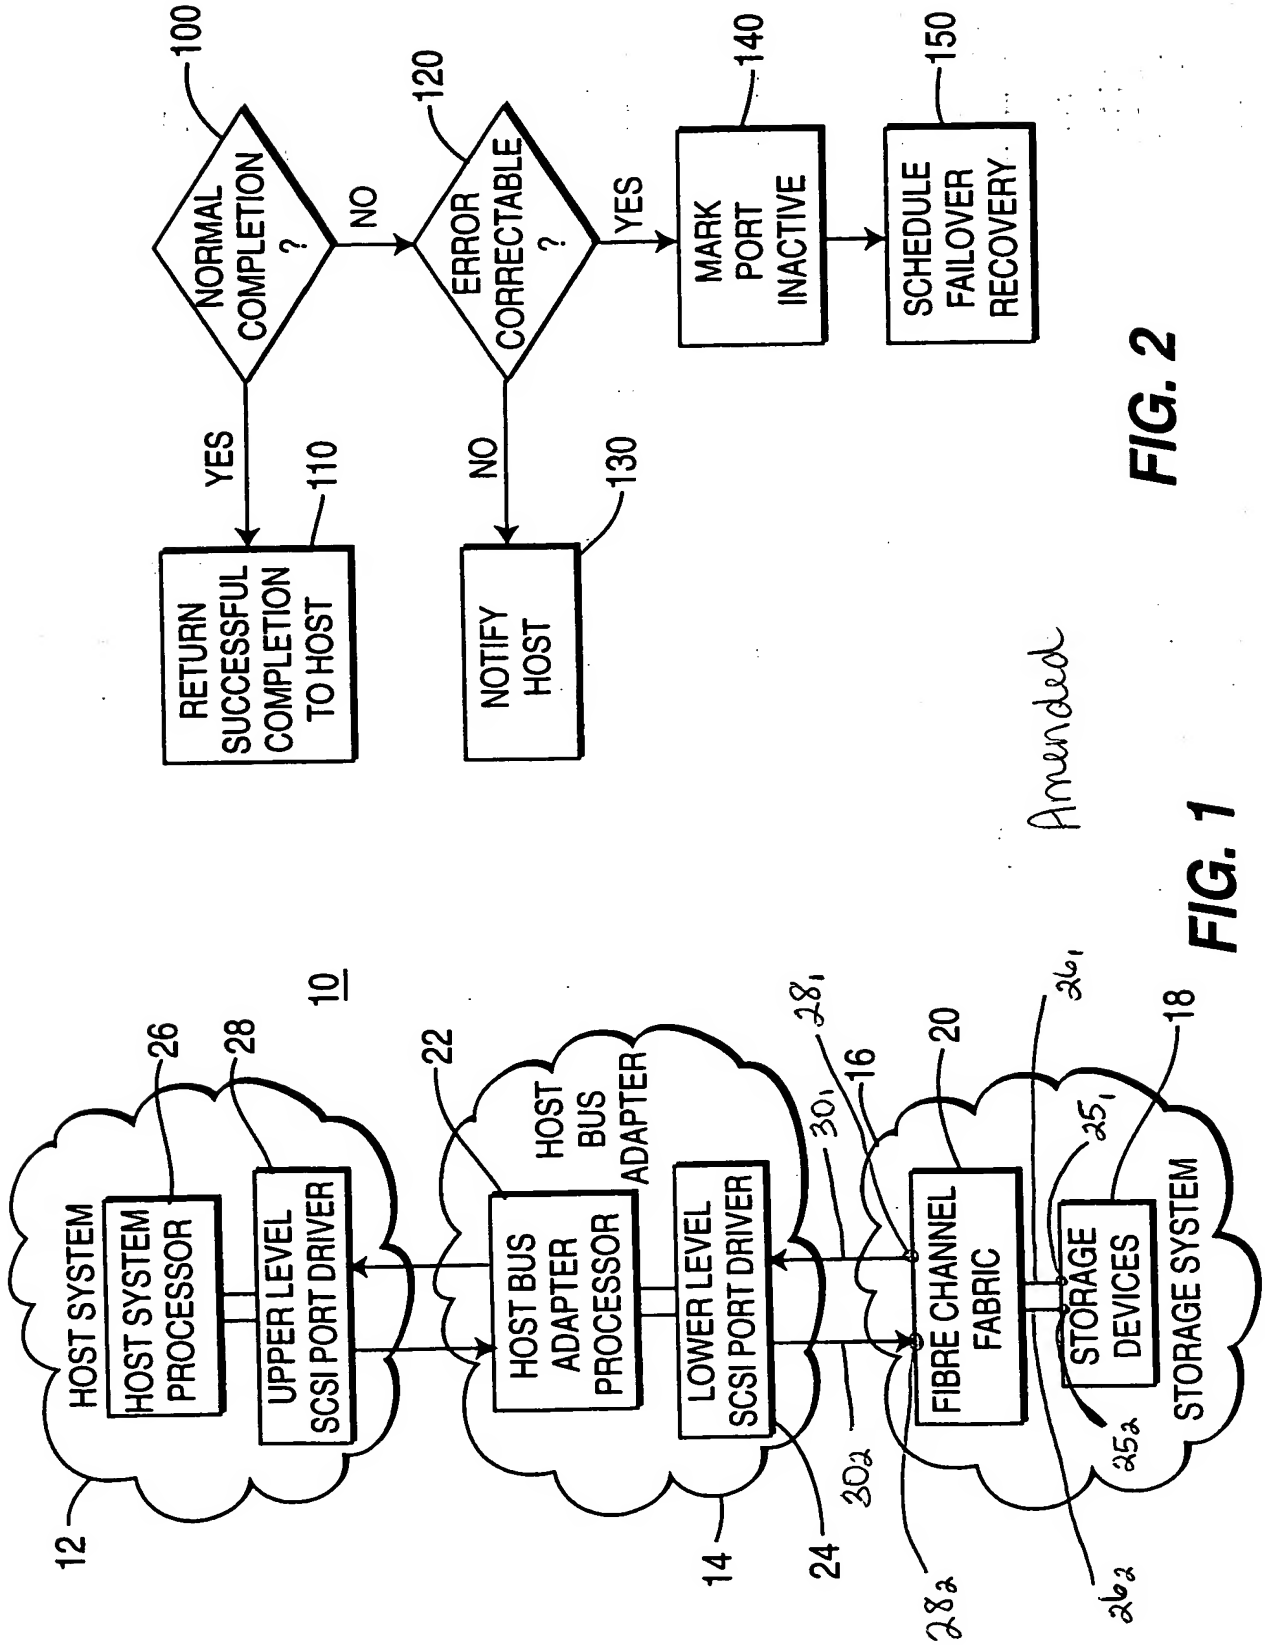 12
HOST SYSTEM
HOST SYSTEM
PROCESSOR
26
UPPER LEVEL
SCSI PORT DRIVER
28
10
14
HOST BUS
ADAPTER
PROCESSOR
22
HOST
BUS
ADAPTER
LOWER LEVEL
SCSI PORT DRIVER
24
30₂
30₁
28₁
28₂
16
FIBRE CHANNEL
FABRIC
20
26₂
26₁
25₂
25₁
STORAGE
DEVICES
18
STORAGE SYSTEM
FIG. 1
Amended
NORMAL
COMPLETION
?
100
YES
NO
RETURN
SUCCESSFUL
COMPLETION
TO HOST
110
ERROR
CORRECTABLE
?
120
NO
YES
NOTIFY
HOST
130
MARK
PORT
INACTIVE
140
SCHEDULE
FAILOVER
RECOVERY
150
FIG. 2